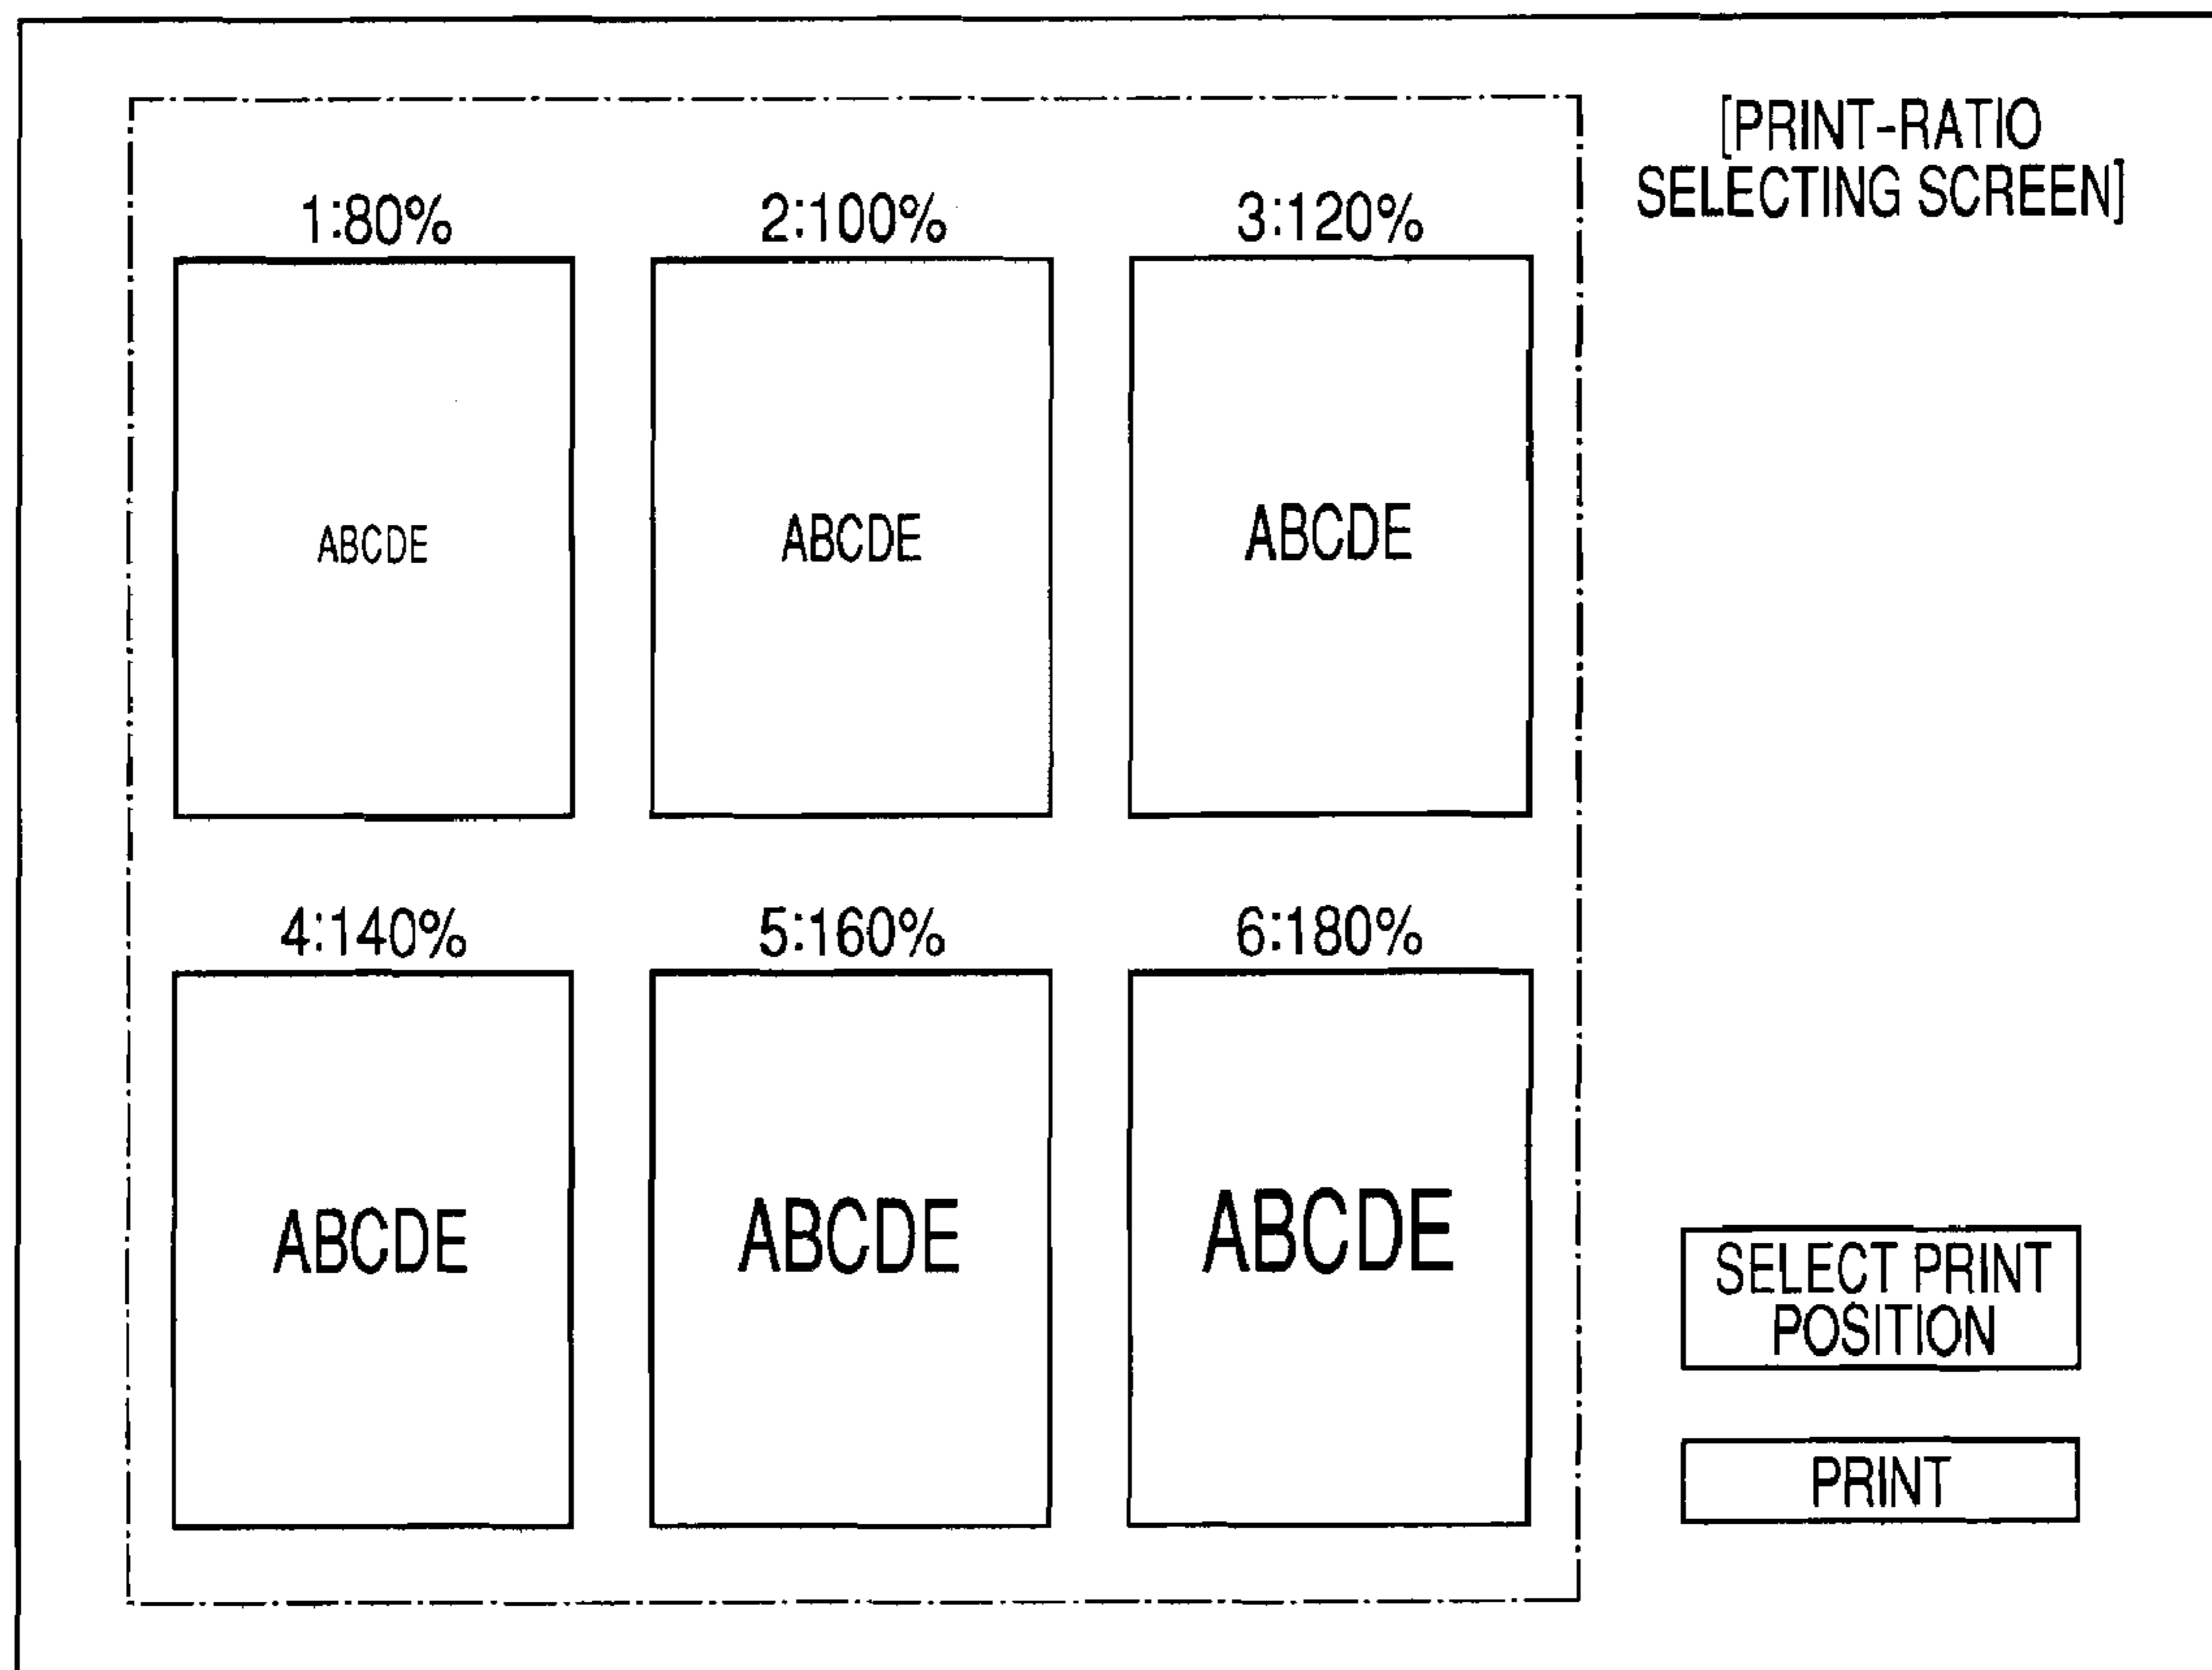 [PRINT-RATIO
SELECTING SCREEN]
1:80%
2:100%
3:120%
ABCDE
ABCDE
ABCDE
4:140%
5:160%
6:180%
ABCDE
ABCDE
ABCDE
SELECT PRINT
POSITION
PRINT